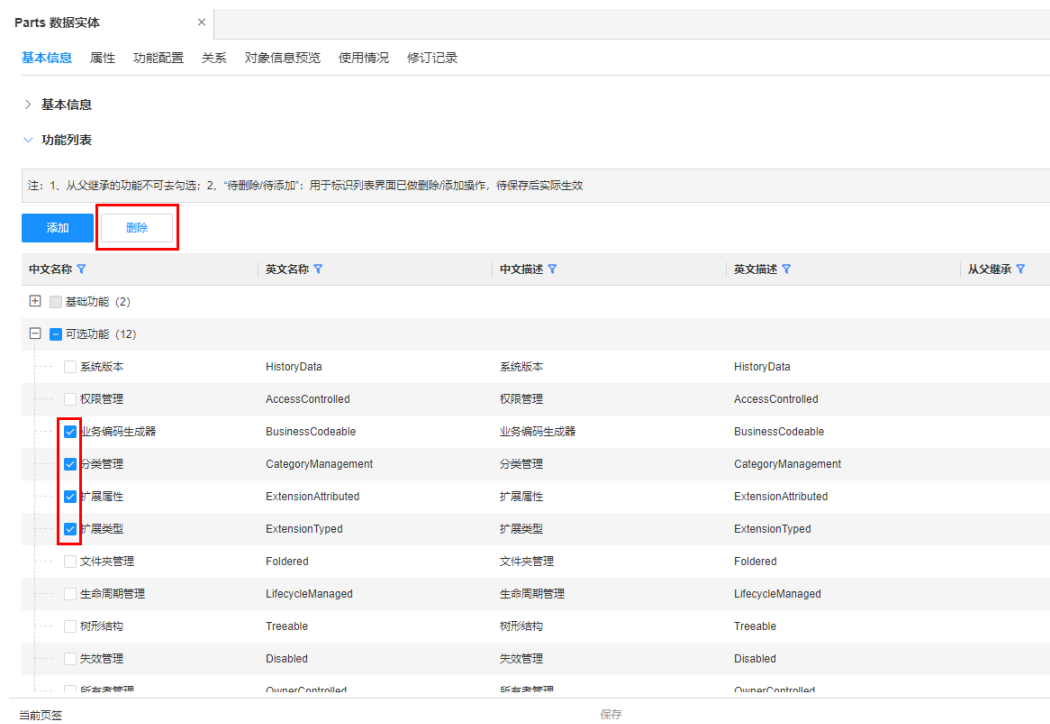 Parts 数据实体 ×
基本信息 属性 功能配置 关系 对象信息预览 使用情况 修订记录
基本信息
功能列表
注：1、从父继承的功能不可去勾选；2、“待删除/待添加”：用于标识列表界面已做删除/添加操作，待保存后实际生效
添加 删除
中文名称 英文名称 中文描述 英文描述 从父继承
基础功能（2）
可选功能（12）
系统版本 HistoryData 系统版本 HistoryData
权限管理 AccessControlled 权限管理 AccessControlled
业务编码生成器 BusinessCodeable 业务编码生成器 BusinessCodeable
分类管理 CategoryManagement 分类管理 CategoryManagement
扩展属性 ExtensionAttributed 扩展属性 ExtensionAttributed
扩展类型 ExtensionTyped 扩展类型 ExtensionTyped
文件夹管理 Foldered 文件夹管理 Foldered
生命周期管理 LifecycleManaged 生命周期管理 LifecycleManaged
树形结构 Treeable 树形结构 Treeable
失效管理 Disabled 失效管理 Disabled
所有者管理 OwnerControlled 所有者管理 OwnerControlled
当前页签 保存